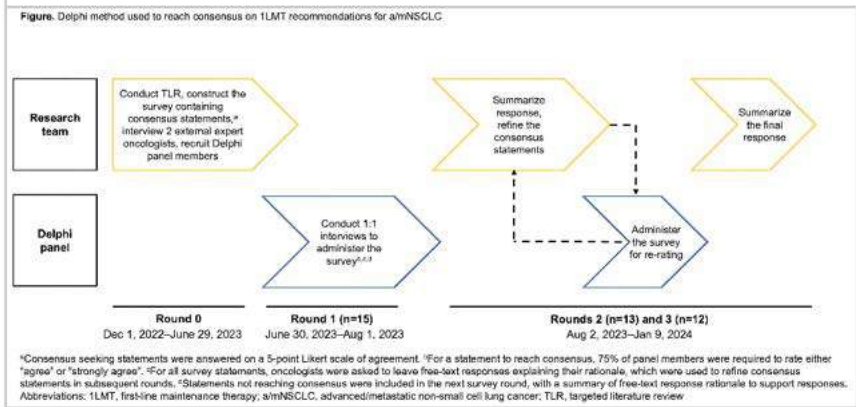 Figure. Delphi method used to reach consensus on 1LMT recommendations for a/mNSCLC
Research
team
Conduct TLR, construct the
survey containing
consensus statements,ᵃ
interview 2 external expert
oncologists, recruit Delphi
panel members
Summarize
response,
refine the
consensus
statements
Summarize
the final
response
Delphi
panel
Conduct 1:1
interviews to
administer the
survey
Administer
the survey
for re-rating
Round 0
Dec 1, 2022–June 29, 2023
Round 1 (n=15)
June 30, 2023–Aug 1, 2023
Rounds 2 (n=13) and 3 (n=12)
Aug 2, 2023–Jan 9, 2024
ᵃConsensus seeking statements were answered on a 5-point Likert scale of agreement. ᵇFor a statement to reach consensus, 75% of panel members were required to rate either
"agree" or "strongly agree". ᶜFor all survey statements, oncologists were asked to leave free-text responses explaining their rationale, which were used to refine consensus
statements in subsequent rounds. ᵈStatements not reaching consensus were included in the next survey round, with a summary of free-text response rationale to support responses.
Abbreviations: 1LMT, first-line maintenance therapy; a/mNSCLC, advanced/metastatic non-small cell lung cancer; TLR, targeted literature review